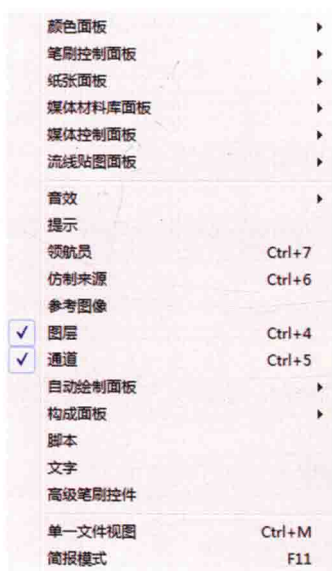 颜色面板
笔刷控制面板
纸张面板
媒体材料库面板
媒体控制面板
流线贴图面板
音效
提示
领航员 Ctrl+7
仿制来源 Ctrl+6
参考图像
图层 Ctrl+4
通道 Ctrl+5
自动绘制面板
构成面板
脚本
文字
高级笔刷控件
单一文件视图 Ctrl+M
简报模式 F11